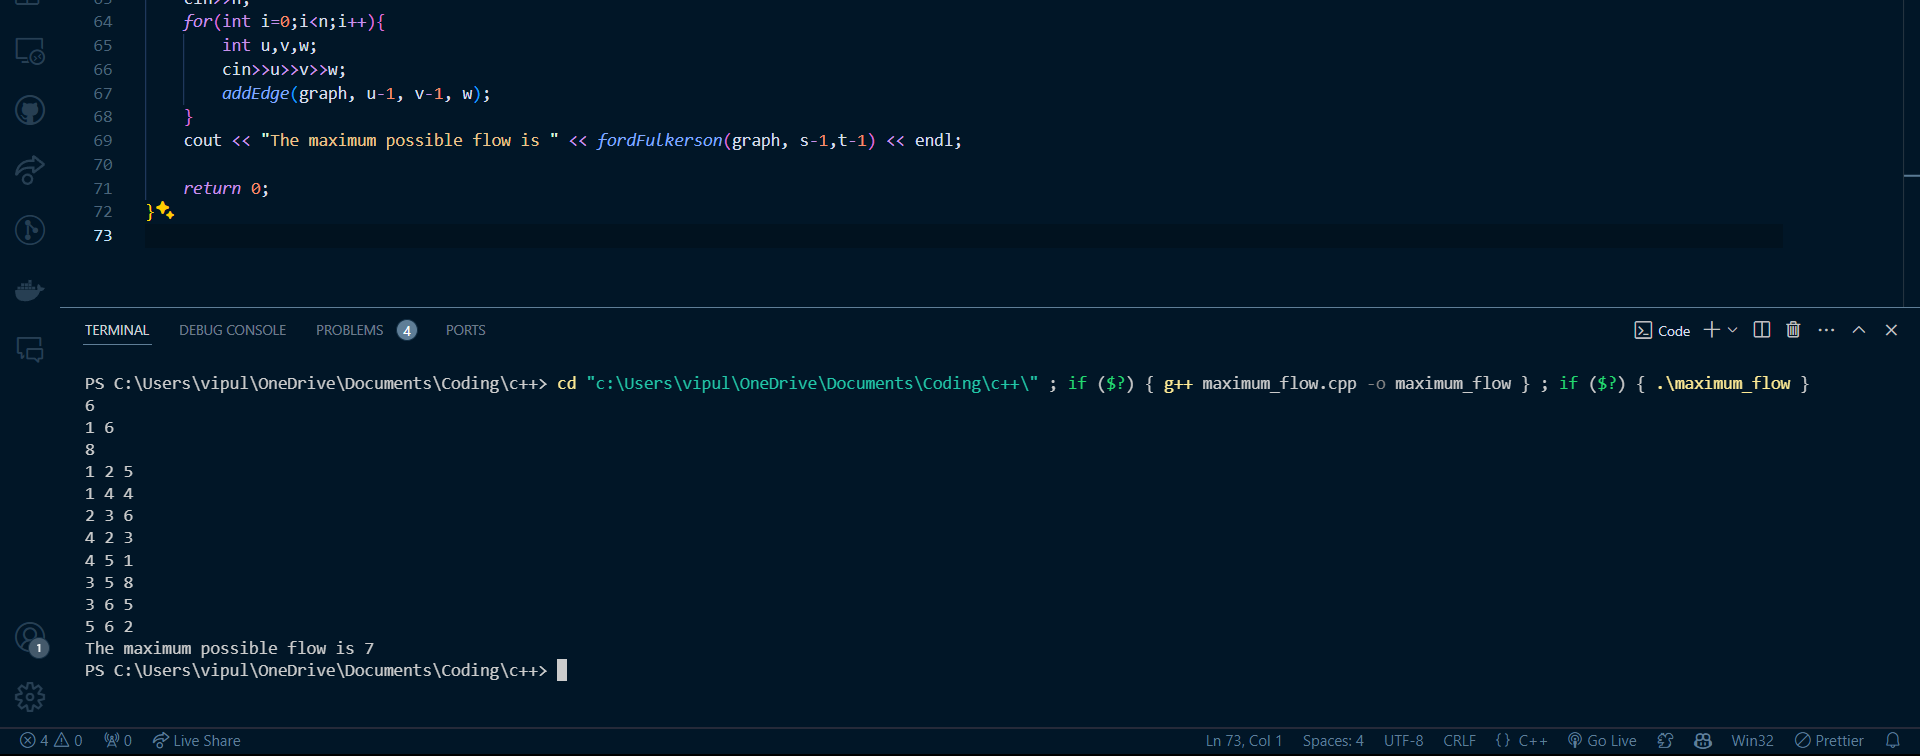 cin>>n;
64 for(int i=0;i<n;i++){
65 int u,v,w;
66 cin>>u>>v>>w;
67 addEdge(graph, u-1, v-1, w);
68 }
69 cout << "The maximum possible flow is " << fordFulkerson(graph, s-1,t-1) << endl;
70
71 return 0;
72 }
73
TERMINAL DEBUG CONSOLE PROBLEMS 4 PORTS Code
PS C:\Users\vipul\OneDrive\Documents\Coding\c++> cd "c:\Users\vipul\OneDrive\Documents\Coding\c++\" ; if ($?) { g++ maximum_flow.cpp -o maximum_flow } ; if ($?) { .\maximum_flow }
6
1 6
8
1 2 5
1 4 4
2 3 6
4 2 3
4 5 1
3 5 8
3 6 5
5 6 2
The maximum possible flow is 7
PS C:\Users\vipul\OneDrive\Documents\Coding\c++>
1
4 0 0 Live Share Ln 73, Col 1 Spaces: 4 UTF-8 CRLF {} C++ Go Live Win32 Prettier